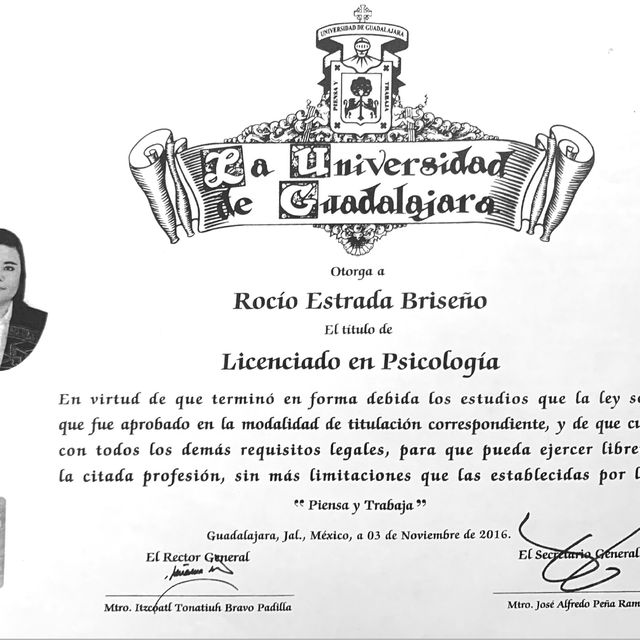 UNIVERSIDAD DE GUADALAJARA
PIENSA Y
TRABAJA
La Universidad
de Guadalajara
Otorga a
Rocío Estrada Briseño
El título de
Licenciado en Psicología
En virtud de que terminó en forma debida los estudios que la ley se
que fue aprobado en la modalidad de titulación correspondiente, y de que cu
con todos los demás requisitos legales, para que pueda ejercer libre
la citada profesión, sin más limitaciones que las establecidas por l
“ Piensa y Trabaja ”
Guadalajara, Jal., México, a 03 de Noviembre de 2016.
El Rector General
El Secretario General
Mtro. Itzcóatl Tonatiuh Bravo Padilla
Mtro. José Alfredo Peña Ram